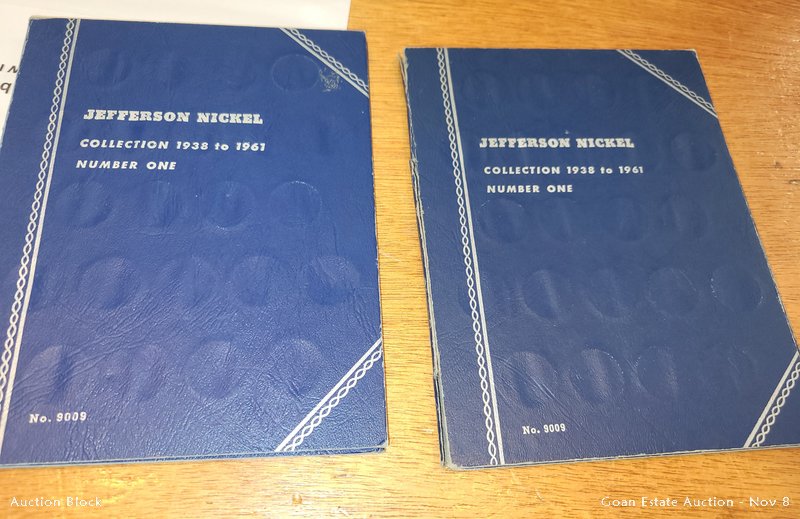 JEFFERSON NICKEL
COLLECTION 1938 to 1961
NUMBER ONE
No. 9009
JEFFERSON NICKEL
COLLECTION 1938 to 1961
NUMBER ONE
No. 9009
Auction Block
Goan Estate Auction - Nov 8